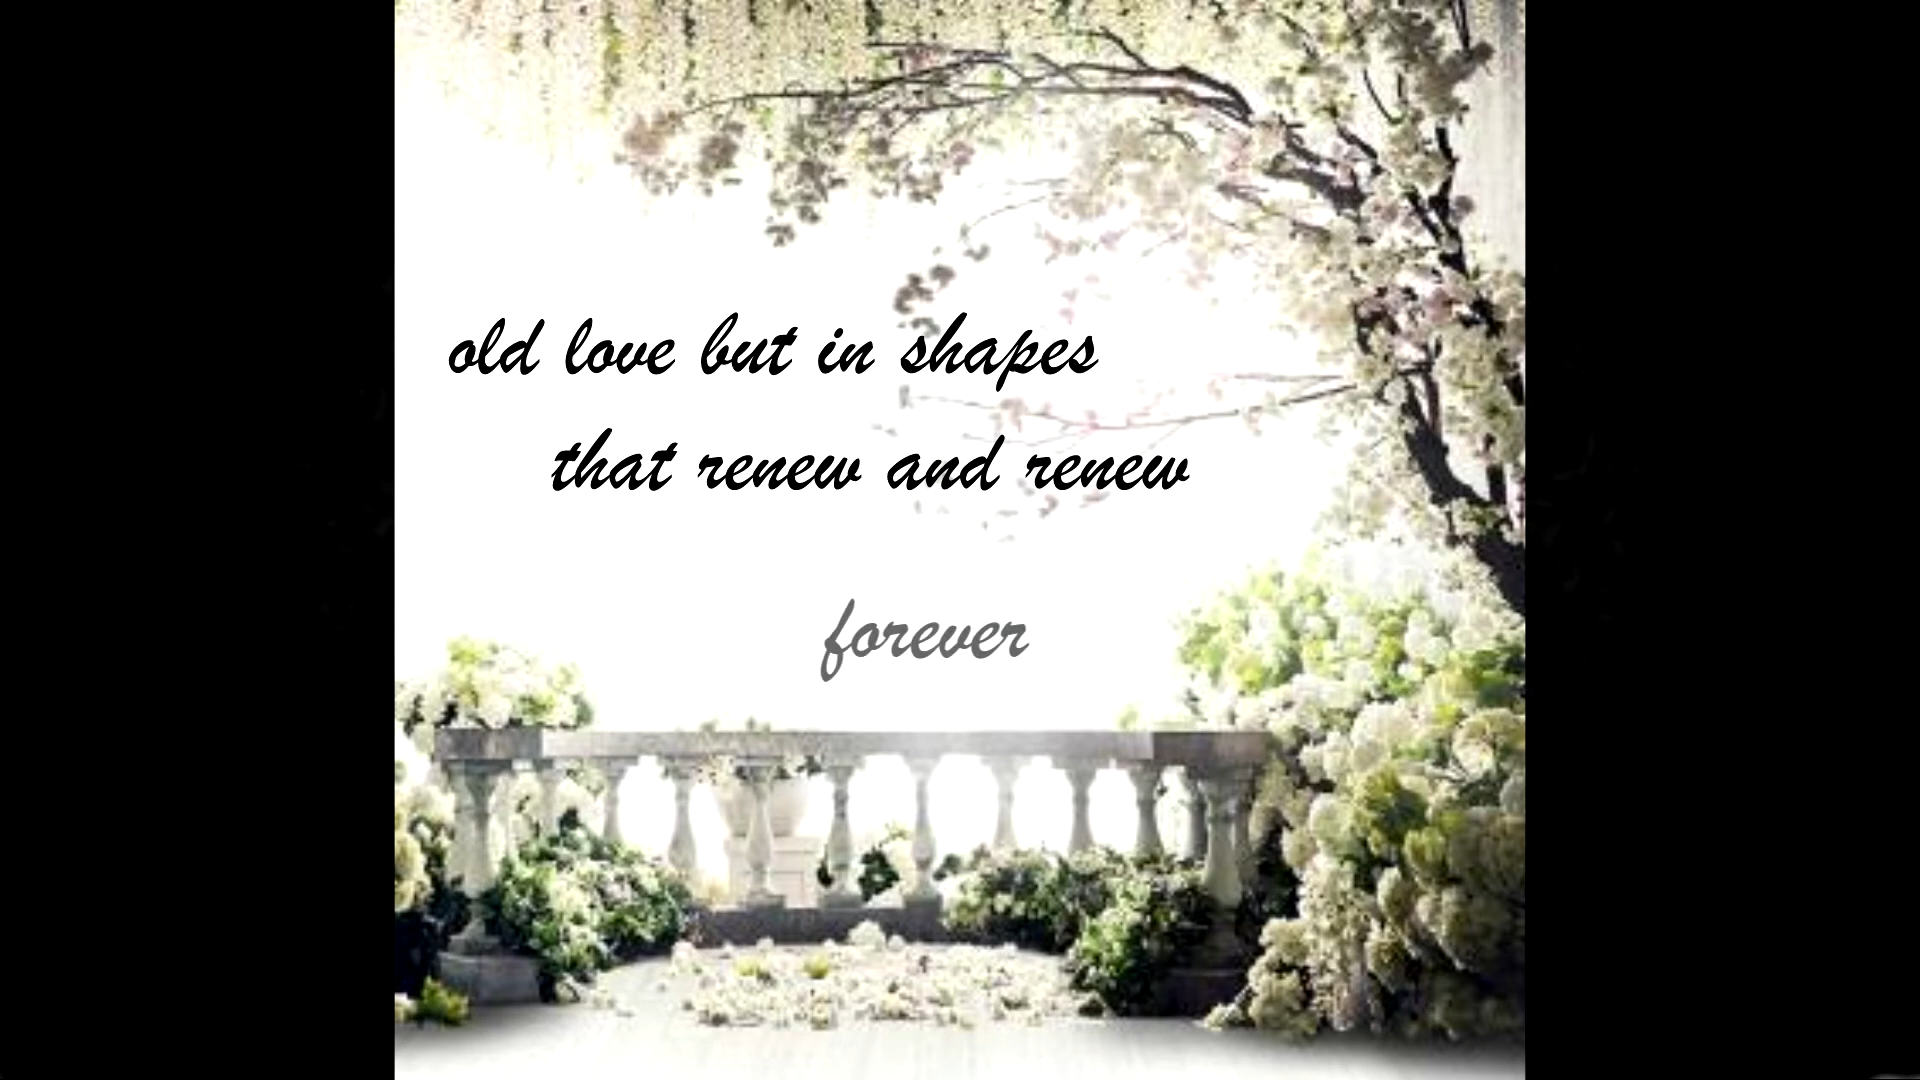 old love but in shapes
that renew and renew
forever